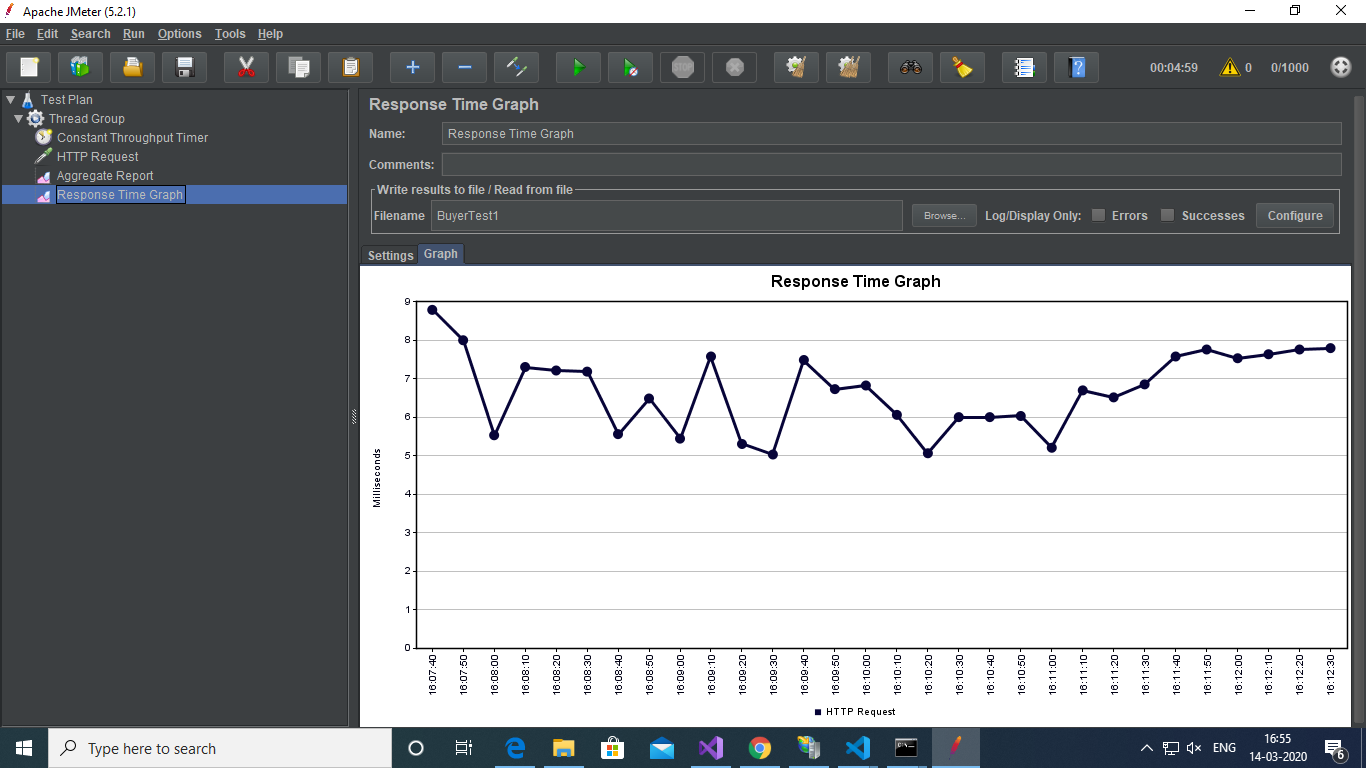 Apache JMeter (5.2.1)
File Edit Search Run Options Tools Help
STOP 00:04:59 0 0/1000
Test Plan
Thread Group
Constant Throughput Timer
HTTP Request
Aggregate Report
Response Time Graph
Response Time Graph
Name: Response Time Graph
Comments:
Write results to file / Read from file
Filename BuyerTest1 Browse... Log/Display Only: Errors Successes Configure
Settings Graph
Response Time Graph
9
8
7
6
5
4
3
2
1
0
Milliseconds
16:07:40 16:07:50 16:08:00 16:08:10 16:08:20 16:08:30 16:08:40 16:08:50 16:09:00 16:09:10 16:09:20 16:09:30 16:09:40 16:09:50 16:10:00 16:10:10 16:10:20 16:10:30 16:10:40 16:10:50 16:11:00 16:11:10 16:11:20 16:11:30 16:11:40 16:11:50 16:12:00 16:12:10 16:12:20 16:12:30
HTTP Request
Type here to search
ENG
16:55
14-03-2020
6